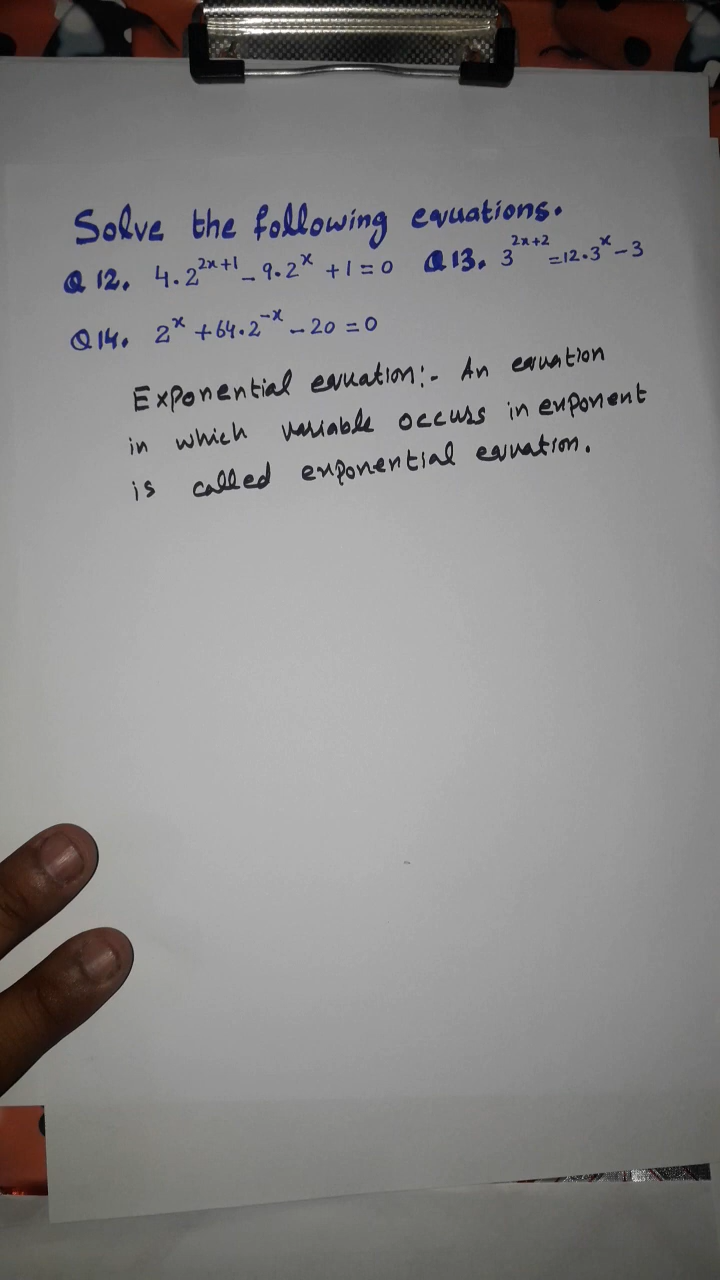 Solve the following equations.
Q 12. 4.2^{2x+1} - 9.2^x + 1 = 0 Q 13. 3^{2x+2} = 12.3^x - 3
Q 14. 2^x + 64.2^{-x} - 20 = 0
Exponential equation:- An equation
in which variable occurs in exponent
is called exponential equation.